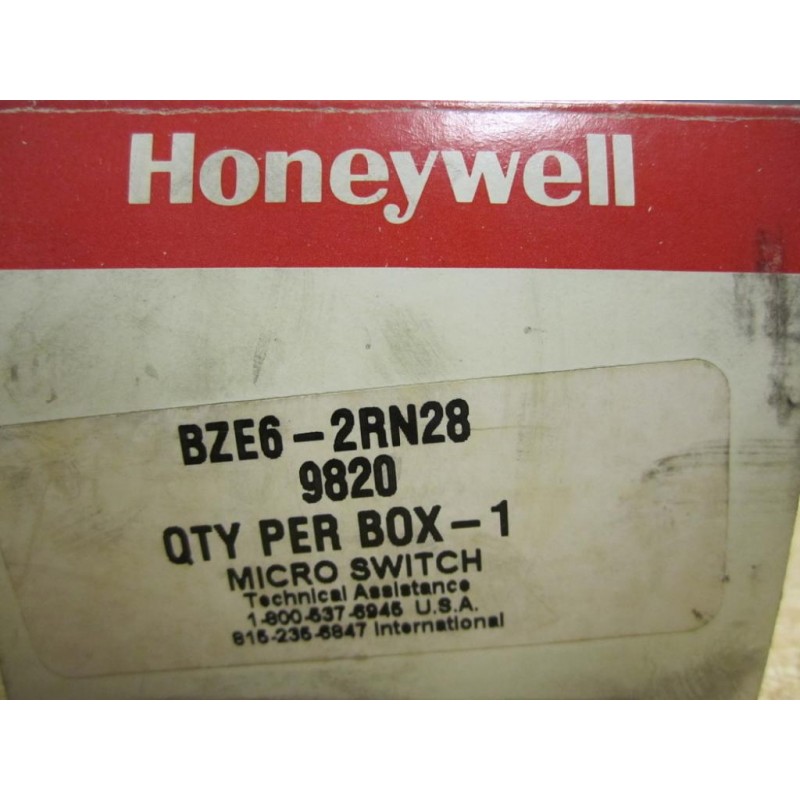 Honeywell
BZE6-2RN28
9820
QTY PER BOX-1
MICRO SWITCH
Technical Assistance
1-800-537-6945 U.S.A.
815-235-6847 International